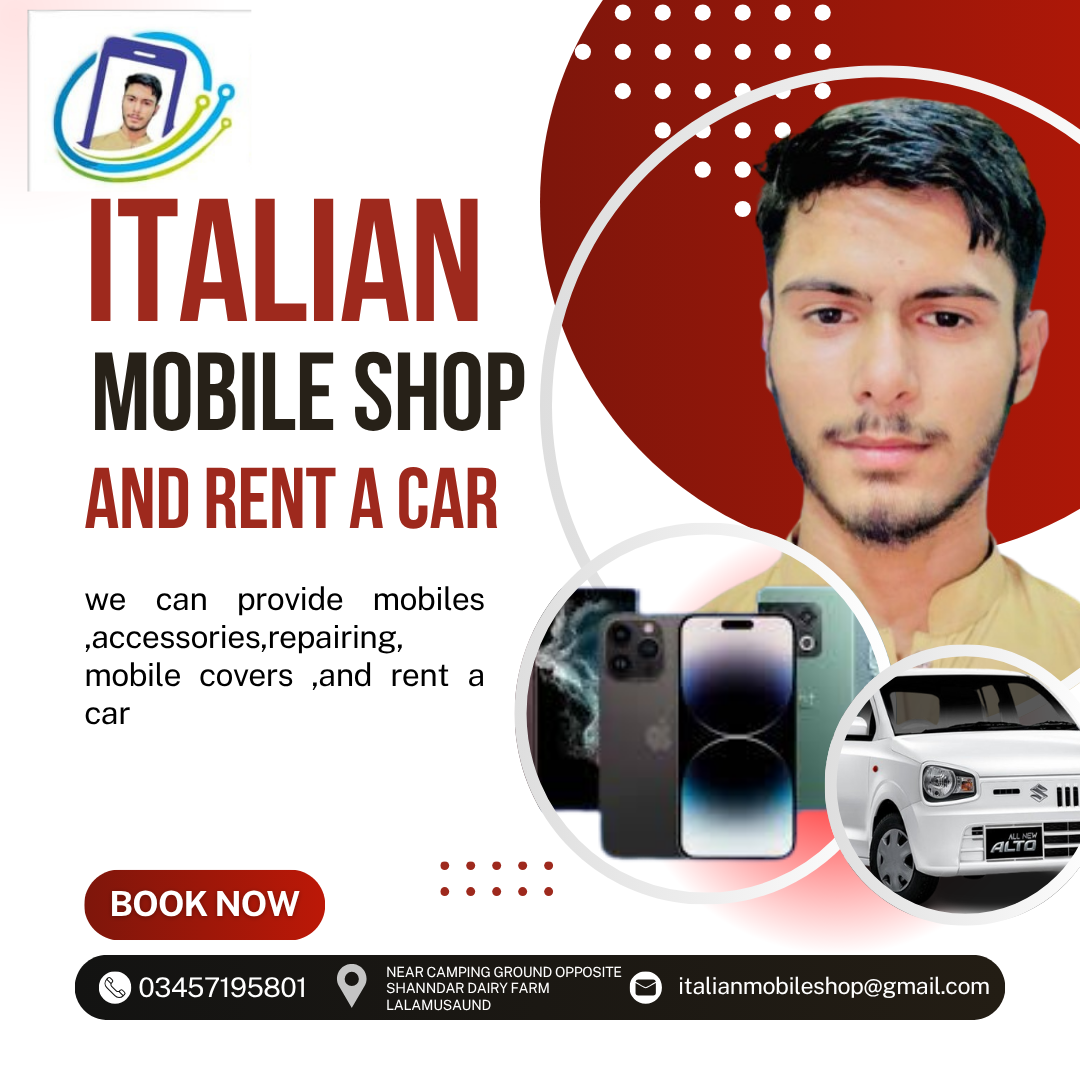 ITALIAN
MOBILE SHOP
AND RENT A CAR
we can provide mobiles
,accessories,repairing,
mobile covers ,and rent a
car
ALL NEW
ALTO
BOOK NOW
03457195801
NEAR CAMPING GROUND OPPOSITE
SHANNDAR DAIRY FARM
LALAMUSAUND
italianmobileshop@gmail.com